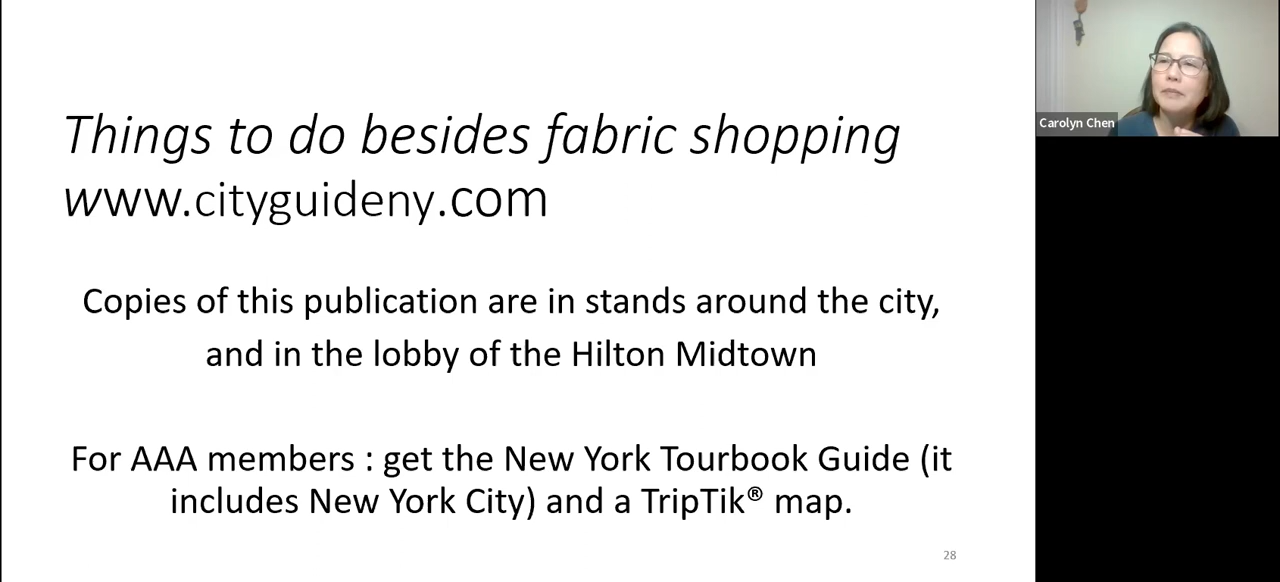 Things to do besides fabric shopping
www.cityguideny.com
Copies of this publication are in stands around the city,
and in the lobby of the Hilton Midtown
For AAA members : get the New York Tourbook Guide (it
includes New York City) and a TripTik® map.
28
Carolyn Chen